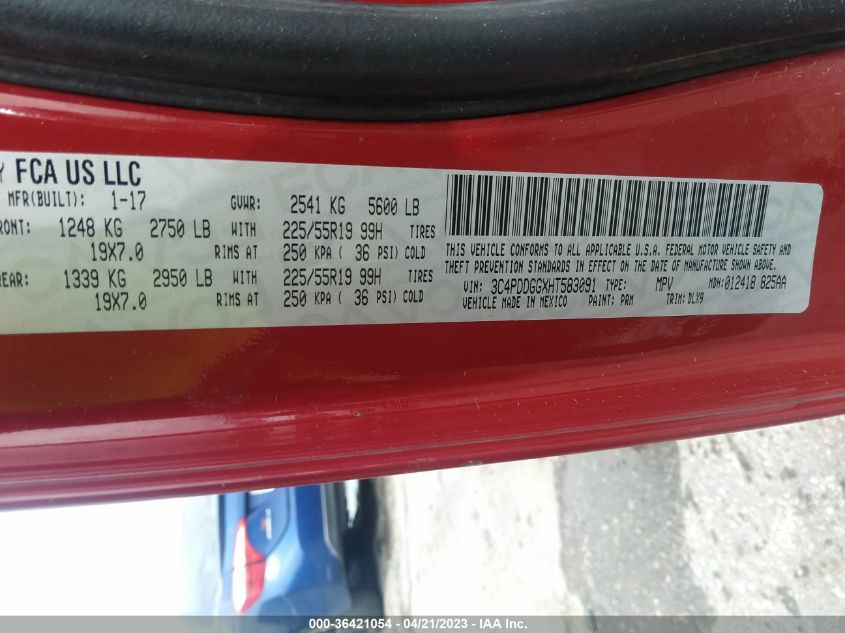 FCA US LLC
MFR(BUILT): 1-17 GVWR: 2541 KG 5600 LB
1248 KG 2750 LB WITH 225/55R19 99H TIRES
19X7.0 RIMS AT 250 KPA ( 36 PSI) COLD
1339 KG 2950 LB WITH 225/55R19 99H TIRES
19X7.0 RIMS AT 250 KPA ( 36 PSI) COLD
THIS VEHICLE CONFORMS TO ALL APPLICABLE U.S.A. FEDERAL MOTOR VEHICLE SAFETY AND
THEFT PREVENTION STANDARDS IN EFFECT ON THE DATE OF MANUFACTURE SHOWN ABOVE.
VIN: 3C4PDDGGXHT583091 TYPE: MPV MDH: 012418 825AA
VEHICLE MADE IN MEXICO PAINT: PRM TRIM: DLX9
000-36421054 - 04/21/2023 - IAA Inc.